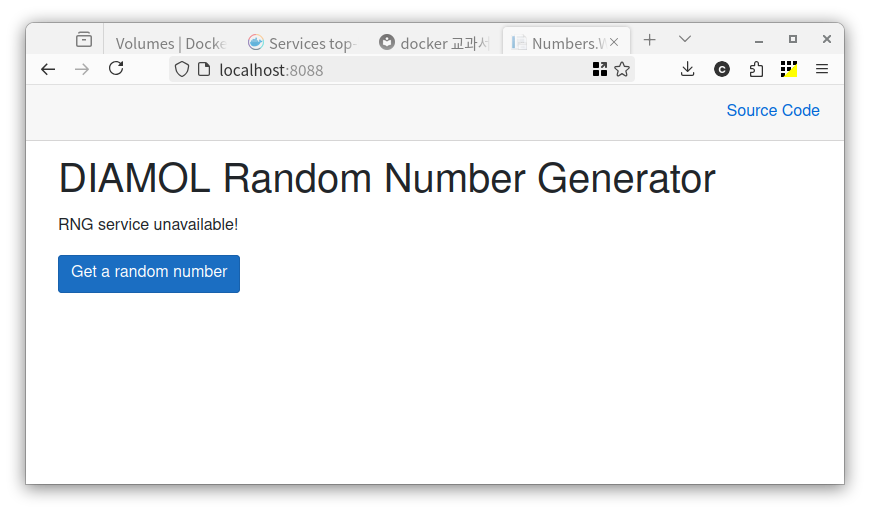 Volumes | Docke
Services top-
docker 교과서
Numbers.W
localhost:8088
Source Code
DIAMOL Random Number Generator
RNG service unavailable!
Get a random number